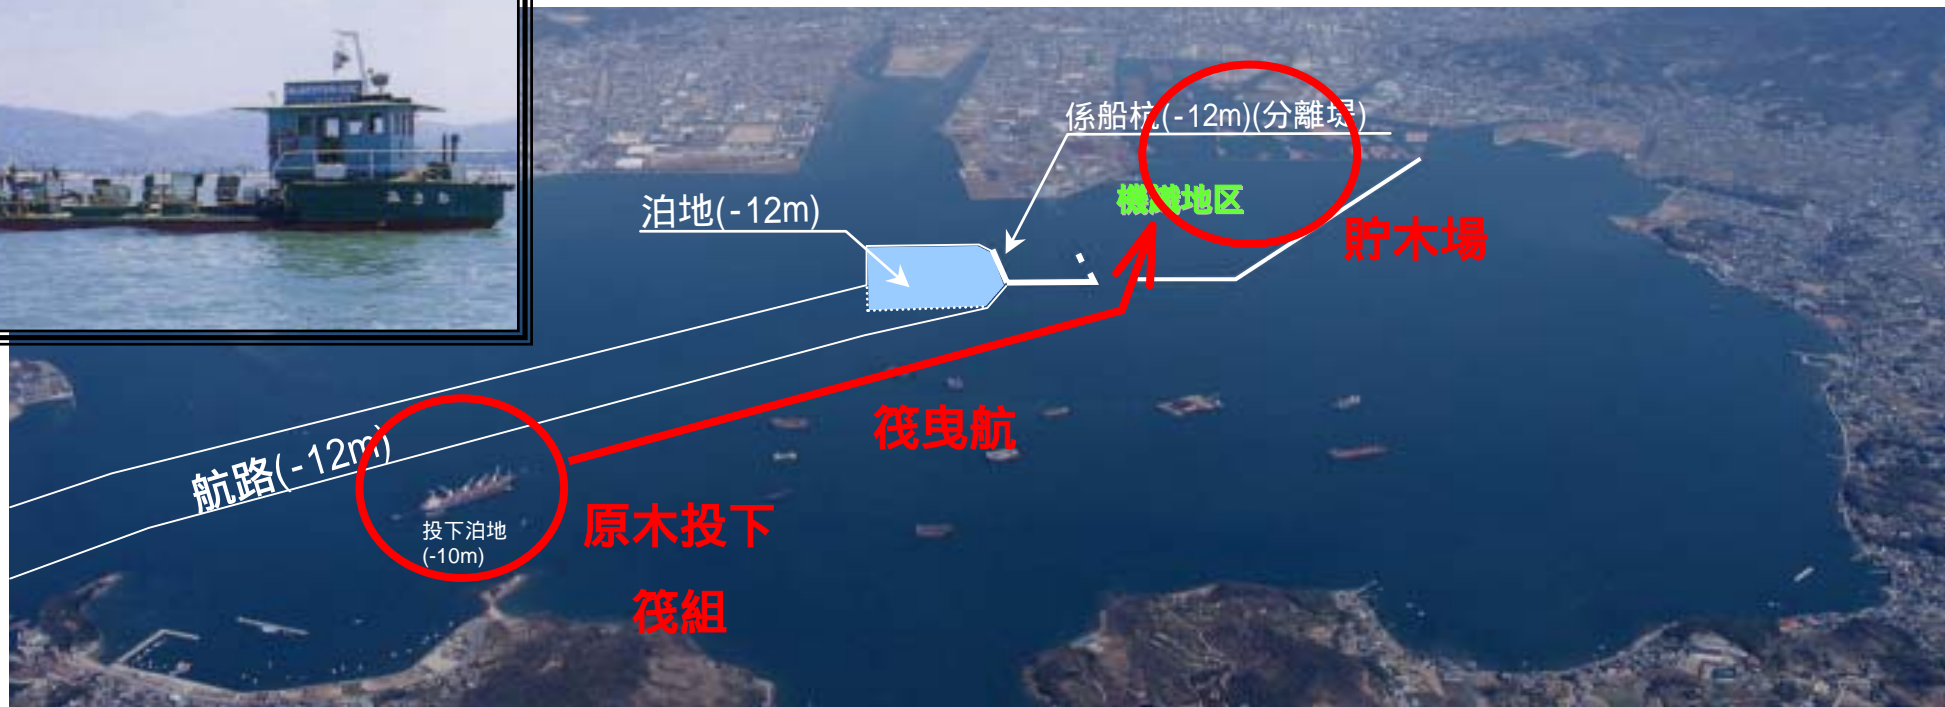 係船杭(-12m)(分離堤)
泊地(-12m)
機織地区
貯木場
筏曳航
航路(-12m)
投下泊地
(-10m)
原木投下
筏組